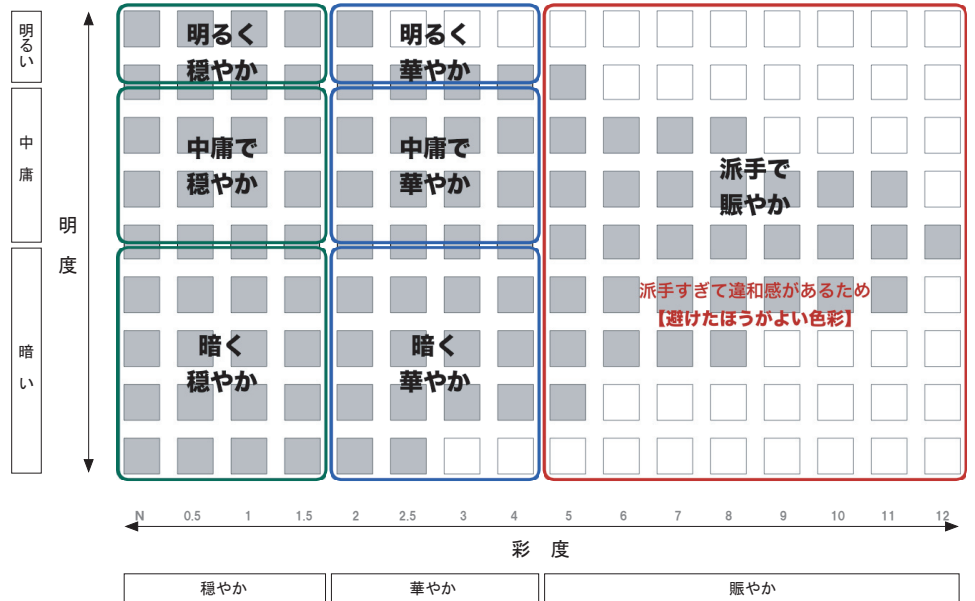 明るい
中庸
暗い
明度
明るく
穏やか
明るく
華やか
中庸で
穏やか
中庸で
華やか
派手で
賑やか
暗く
穏やか
暗く
華やか
派手すぎて違和感があるため
【避けたほうがよい色彩】
N 0.5 1 1.5 2 2.5 3 4 5 6 7 8 9 10 11 12
彩度
穏やか 華やか 賑やか